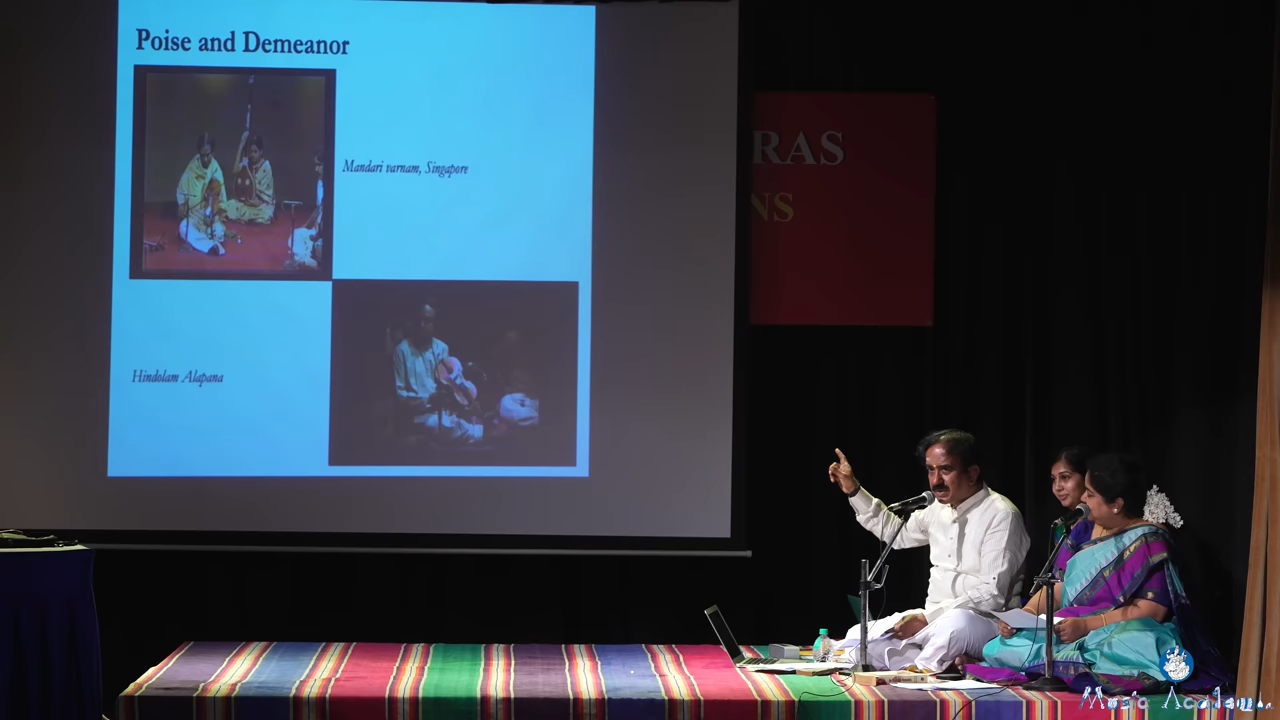 Poise and Demeanor
Mandari varnam, Singapore
Hindolam Alapana
RAS
NS
Music Academy